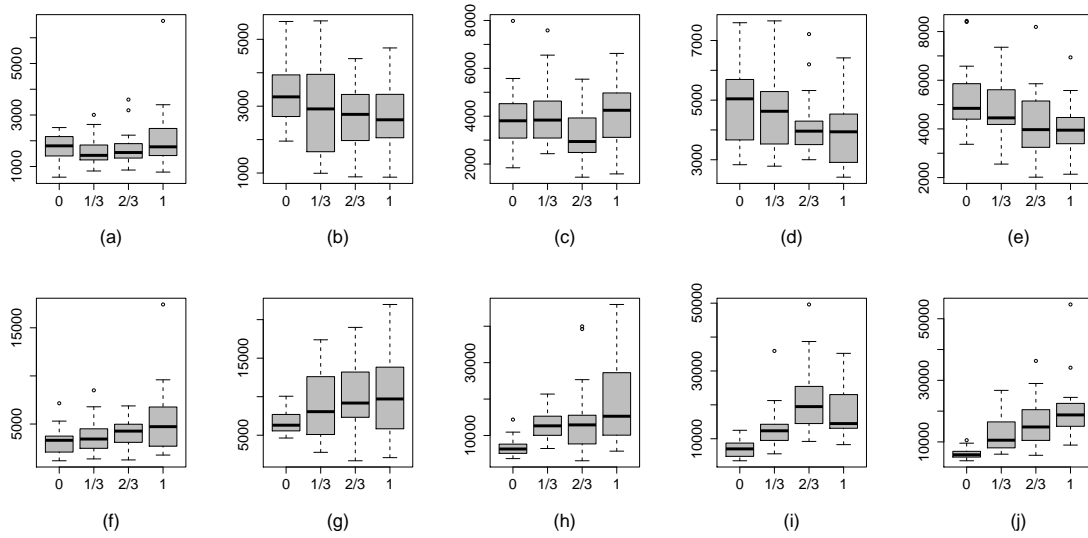 1000 3000 5000
0 1/3 2/3 1
(a)
1000 3000 5000
0 1/3 2/3 1
(b)
2000 4000 6000 8000
0 1/3 2/3 1
(c)
3000 5000 7000
0 1/3 2/3 1
(d)
2000 4000 6000 8000
0 1/3 2/3 1
(e)
5000 15000
0 1/3 2/3 1
(f)
5000 15000
0 1/3 2/3 1
(g)
10000 30000
0 1/3 2/3 1
(h)
10000 30000 50000
0 1/3 2/3 1
(i)
10000 30000 50000
0 1/3 2/3 1
(j)